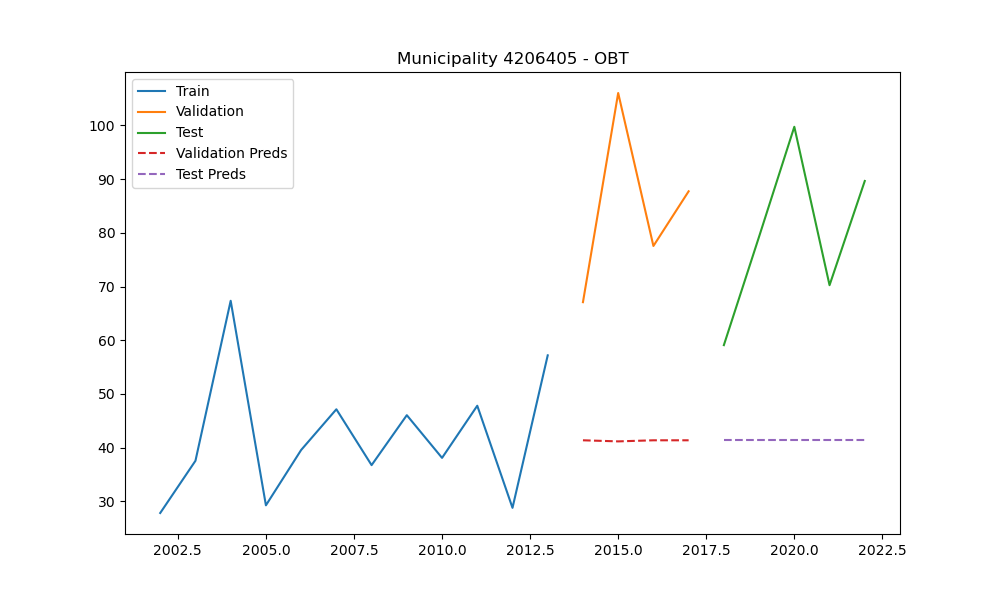 Municipality 4206405 - OBT
Train
Validation
Test
Validation Preds
Test Preds
100
90
80
70
60
50
40
30
2002.5 2005.0 2007.5 2010.0 2012.5 2015.0 2017.5 2020.0 2022.5